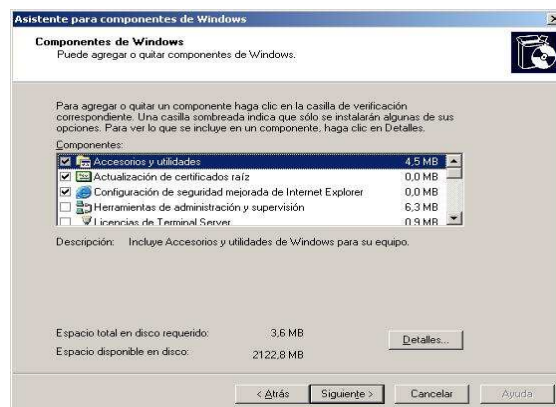 Asistente para componentes de Windows
Componentes de Windows
Puede agregar o quitar componentes de Windows.
Para agregar o quitar un componente haga clic en la casilla de verificación
correspondiente. Una casilla sombreada indica que sólo se instalarán algunas de sus
opciones. Para ver lo que se incluye en un componente, haga clic en Detalles.
Componentes:
Accesorios y utilidades 4,5 MB
Actualización de certificados raíz 0,0 MB
Configuración de seguridad mejorada de Internet Explorer 0,0 MB
Herramientas de administración y supervisión 6,3 MB
Licencias de Terminal Server 0,9 MB
Descripción: Incluye Accesorios y utilidades de Windows para su equipo.
Espacio total en disco requerido: 3,6 MB
Detalles...
Espacio disponible en disco: 2122,8 MB
< Atrás Siguiente > Cancelar Ayuda